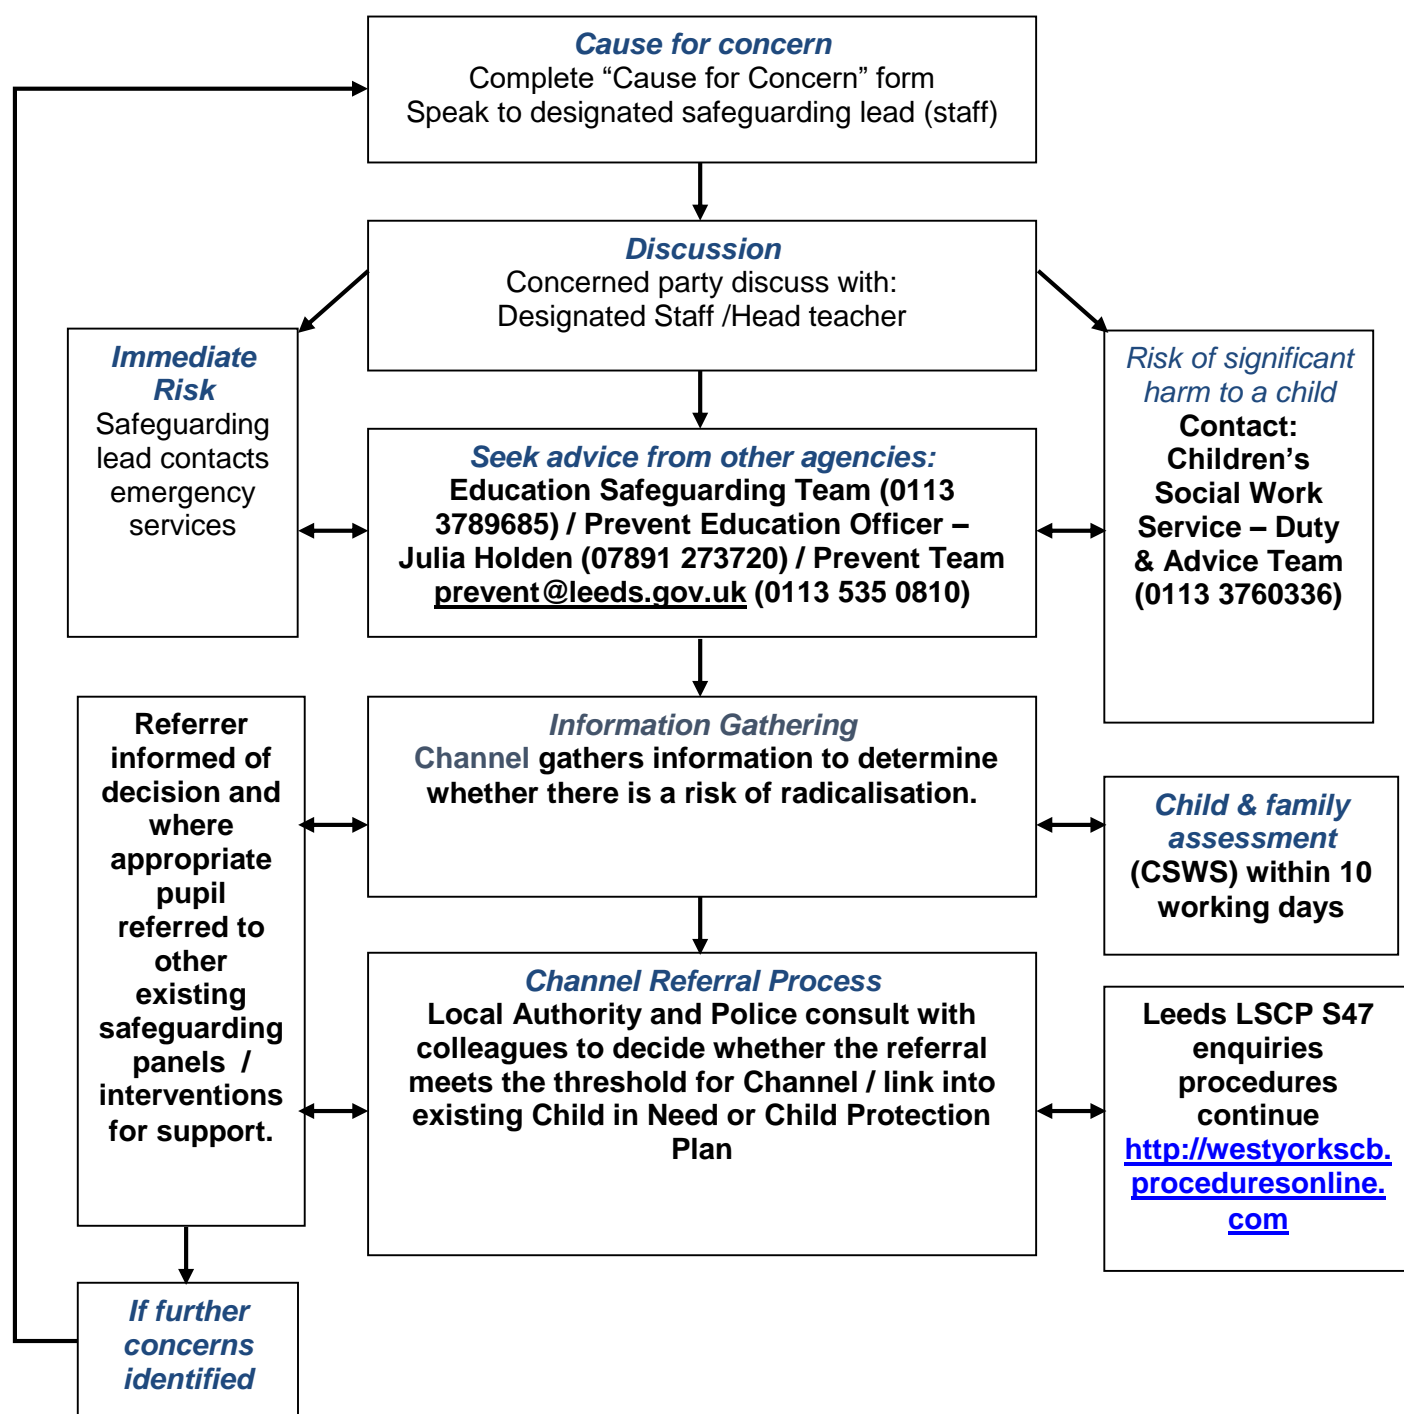 Cause for concern
Complete “Cause for Concern” form
Speak to designated safeguarding lead (staff)
Discussion
Concerned party discuss with:
Designated Staff /Head teacher
Immediate
Risk
Safeguarding
lead contacts
emergency
services
Risk of significant
harm to a child
Contact:
Children’s
Social Work
Service – Duty
& Advice Team
(0113 3760336)
Seek advice from other agencies:
Education Safeguarding Team (0113
3789685) / Prevent Education Officer –
Julia Holden (07891 273720) / Prevent Team
prevent@leeds.gov.uk (0113 535 0810)
Referrer
informed of
decision and
where
appropriate
pupil
referred to
other
existing
safeguarding
panels /
interventions
for support.
Information Gathering
Channel gathers information to determine
whether there is a risk of radicalisation.
Child & family
assessment
(CSWS) within 10
working days
Channel Referral Process
Local Authority and Police consult with
colleagues to decide whether the referral
meets the threshold for Channel / link into
existing Child in Need or Child Protection
Plan
Leeds LSCP S47
enquiries
procedures
continue
http://westyorkscb.
proceduresonline.
com
If further
concerns
identified